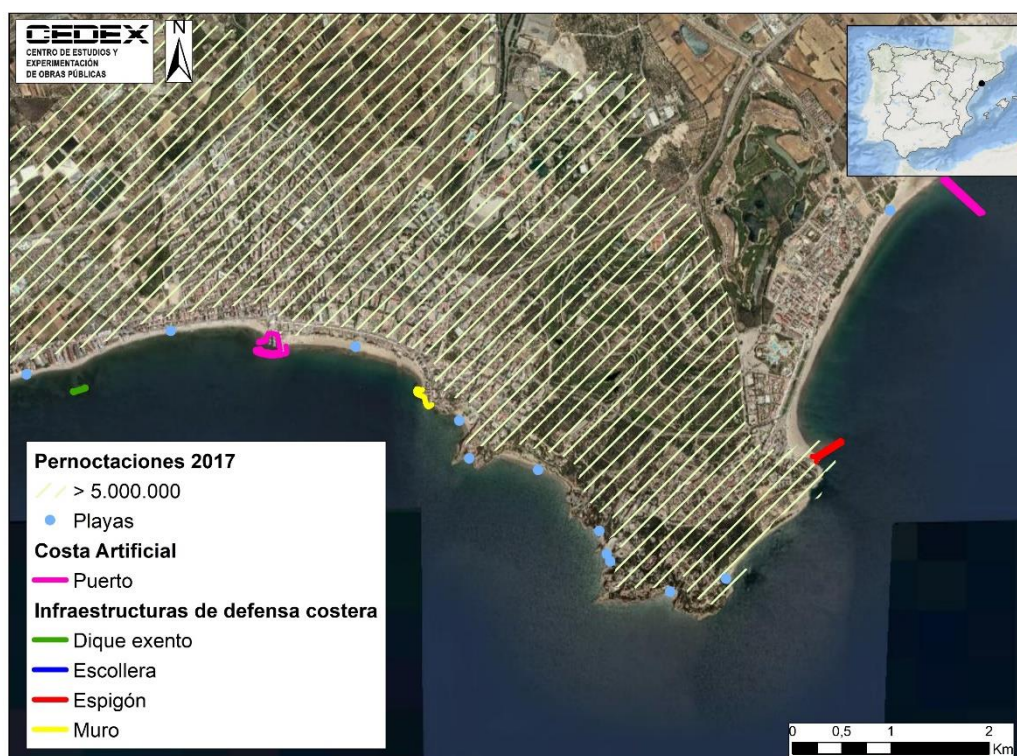 CEDEX
CENTRO DE ESTUDIOS Y
EXPERIMENTACIÓN
DE OBRAS PÚBLICAS
N
Pernoctaciones 2017
> 5.000.000
Playas
Costa Artificial
Puerto
Infraestructuras de defensa costera
Dique exento
Escollera
Espigón
Muro
0 0,5 1 2
Km